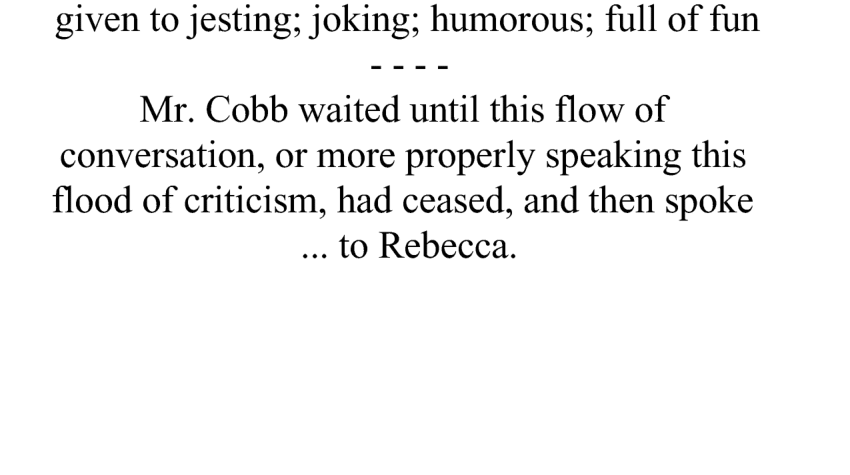 given to jesting; joking; humorous; full of fun
- - - -
Mr. Cobb waited until this flow of
conversation, or more properly speaking this
flood of criticism, had ceased, and then spoke
... to Rebecca.